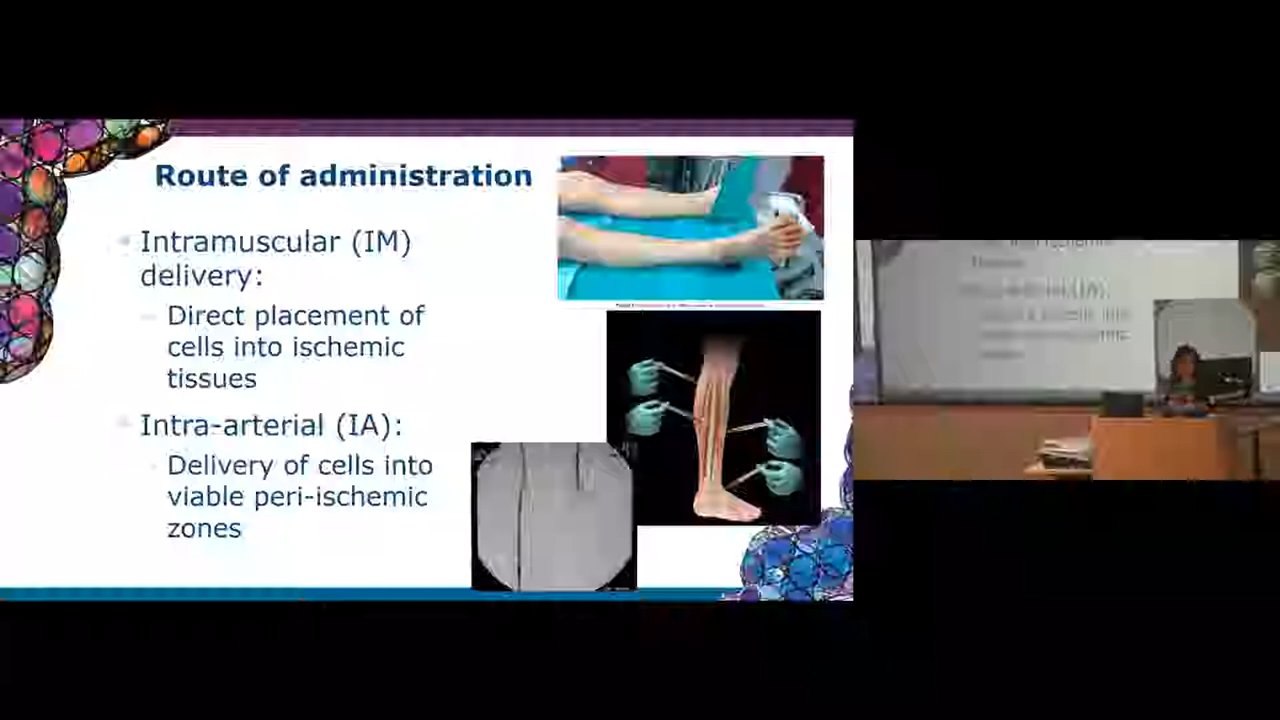 Route of administration
Intramuscular (IM)
delivery:
Direct placement of
cells into ischemic
tissues
Intra-arterial (IA):
Delivery of cells into
viable peri-ischemic
zones